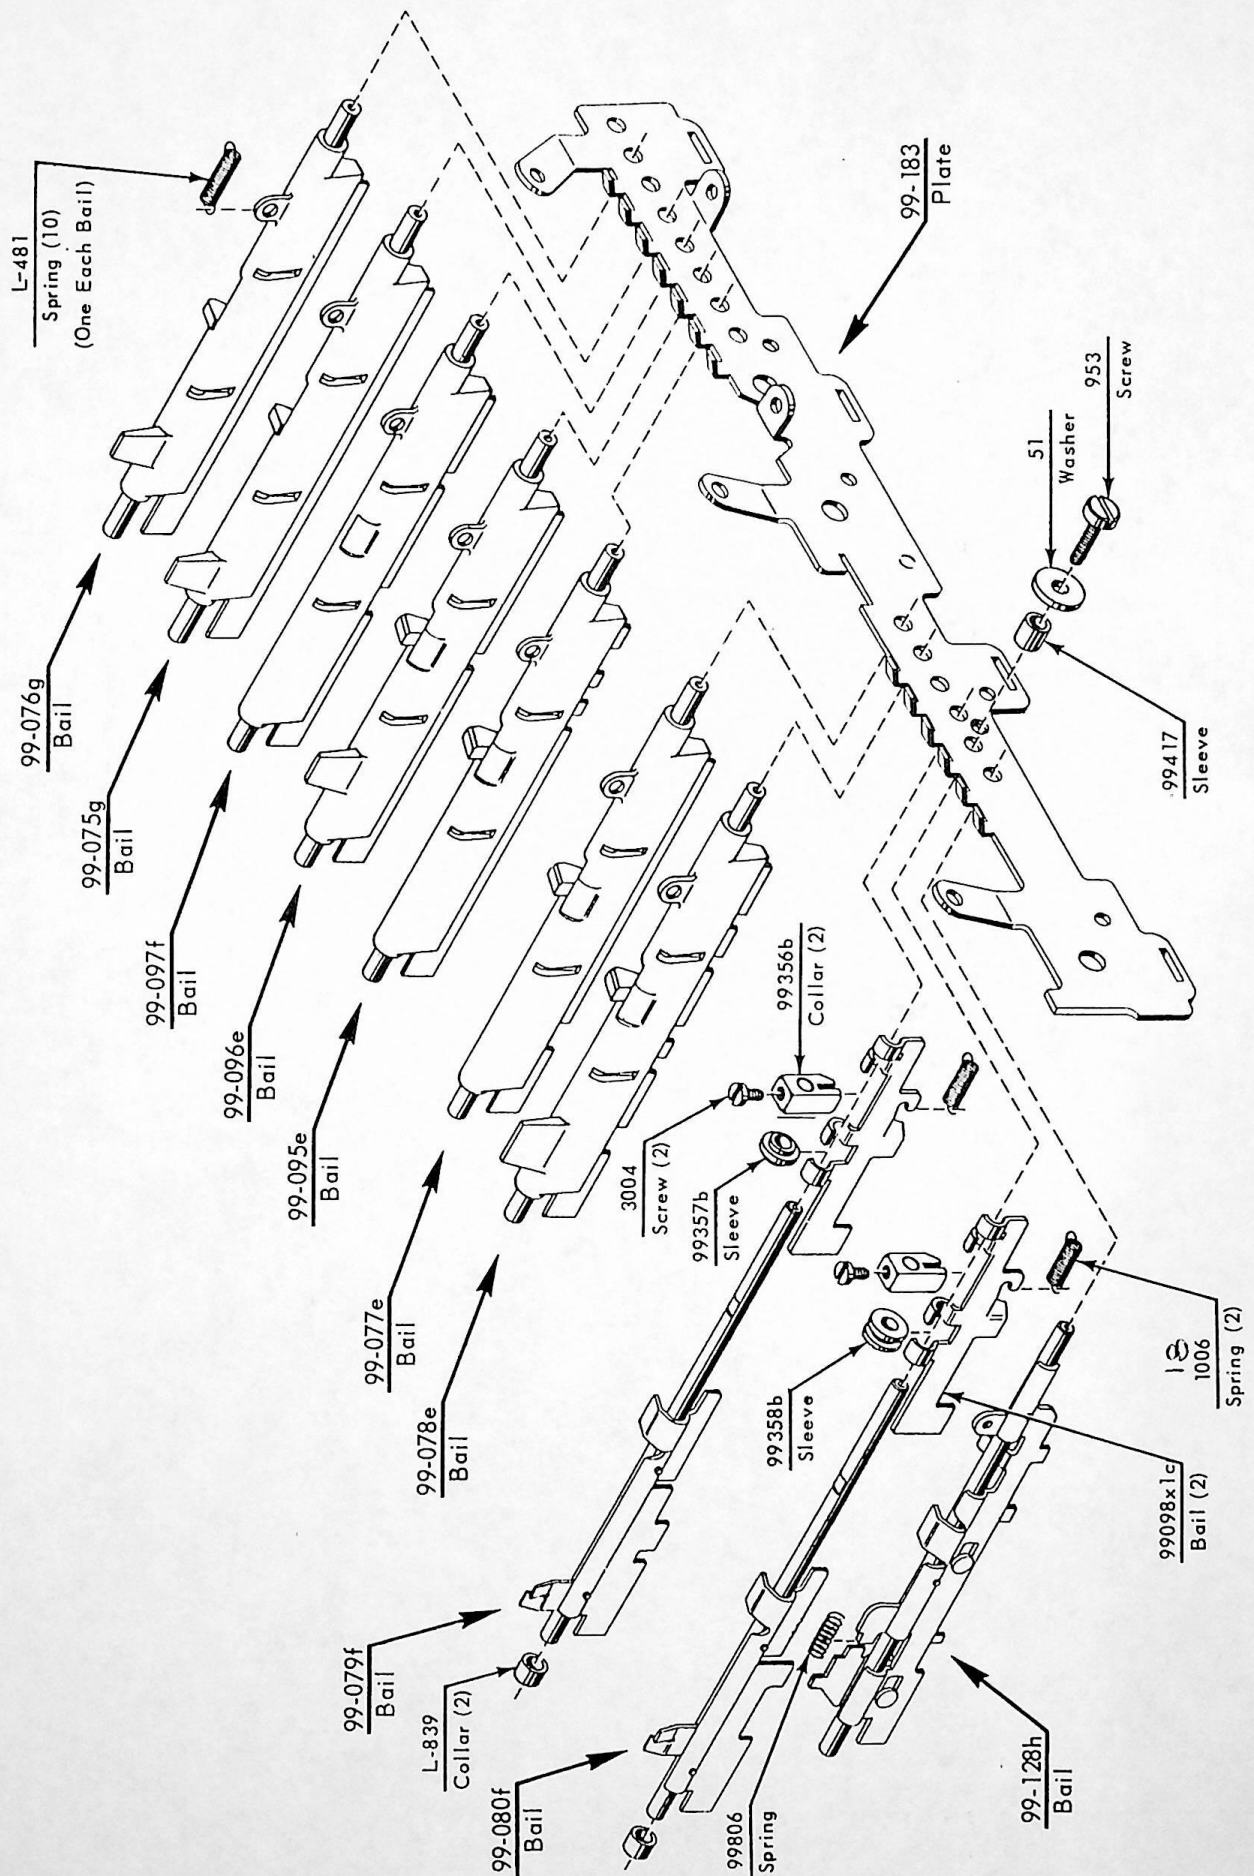 L-481
Spring (10)
(One Each Bail)
99-076g
Bail
99-075g
Bail
99-097f
Bail
99-096e
Bail
99-095e
Bail
99-077e
Bail
99-078e
Bail
99-079f
Bail
L-839
Collar (2)
99-080f
Bail
99806
Spring
99-128h
Bail
99098x1c
Bail (2)
1006
Spring (2)
99358b
Sleeve
99357b
Sleeve
3004
Screw (2)
99356b
Collar (2)
99417
Sleeve
51
Washer
953
Screw
99-183
Plate